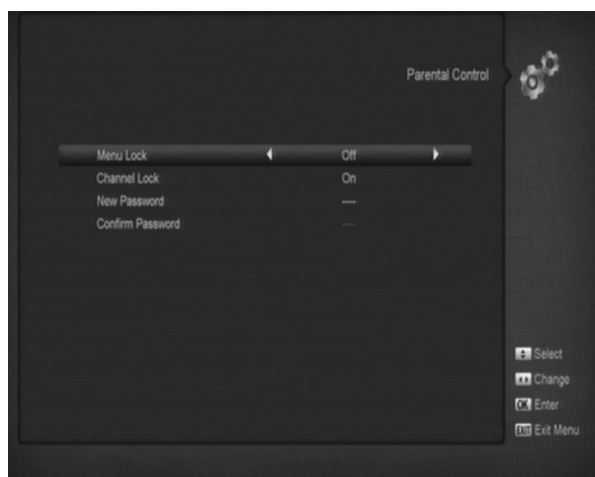 Parental Control
Menu Lock Off
Channel Lock On
New Password ----
Confirm Password ----
Select
Change
OK Enter
EXIT Exit Menu